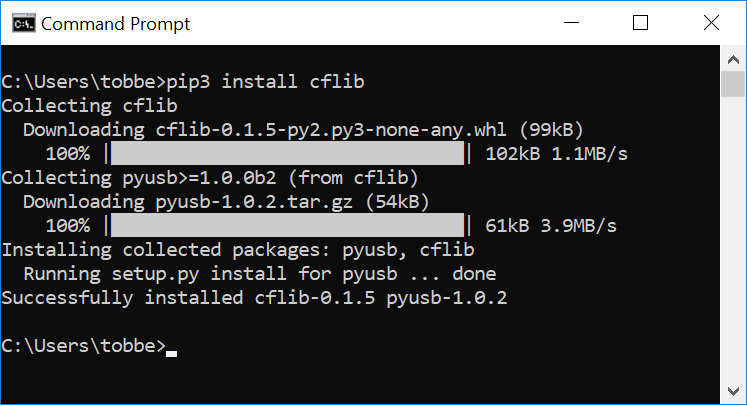 Command Prompt
C:\Users\tobbe>pip3 install cflib
Collecting cflib
  Downloading cflib-0.1.5-py2.py3-none-any.whl (99kB)
    100% |████████████████████████████████| 102kB 1.1MB/s
Collecting pyusb>=1.0.0b2 (from cflib)
  Downloading pyusb-1.0.2.tar.gz (54kB)
    100% |████████████████████████████████| 61kB 3.9MB/s
Installing collected packages: pyusb, cflib
  Running setup.py install for pyusb ... done
Successfully installed cflib-0.1.5 pyusb-1.0.2
C:\Users\tobbe>